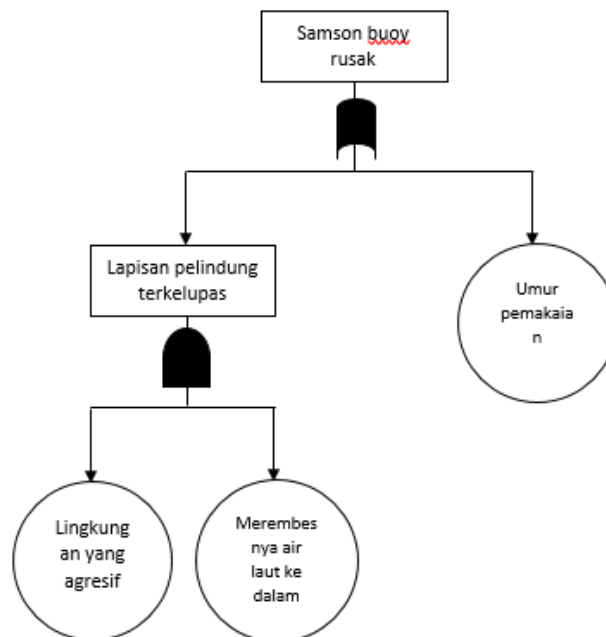 Samson buoy
rusak
Lapisan pelindung
terkelupas
Umur
pemakaia
n
Lingkung
an yang
agresif
Merembes
nya air
laut ke
dalam